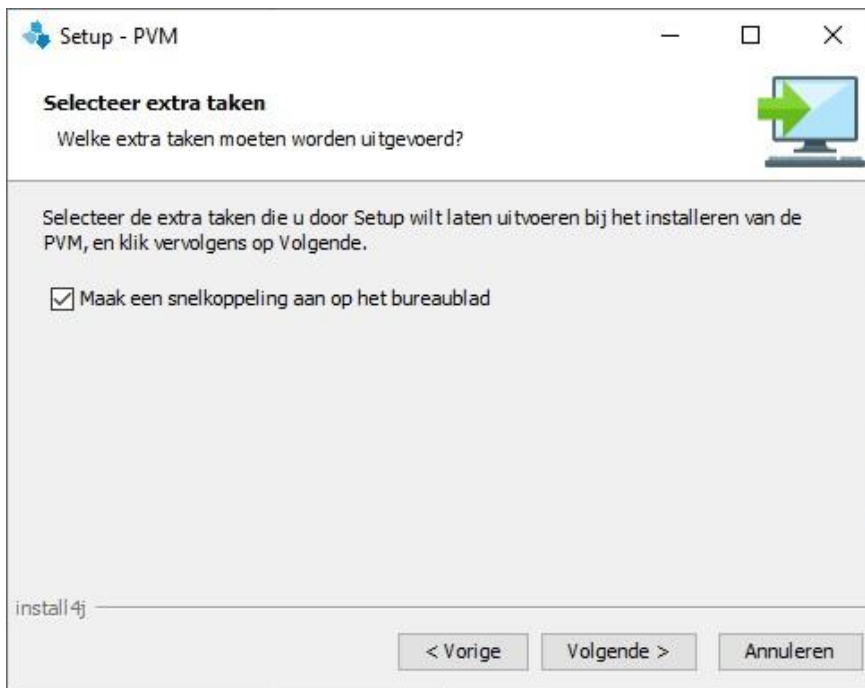 Setup - PVM
Selecteer extra taken
Welke extra taken moeten worden uitgevoerd?
Selecteer de extra taken die u door Setup wilt laten uitvoeren bij het installeren van de
PVM, en klik vervolgens op Volgende.
Maak een snelkoppeling aan op het bureaublad
install4j
< Vorige
Volgende >
Annuleren